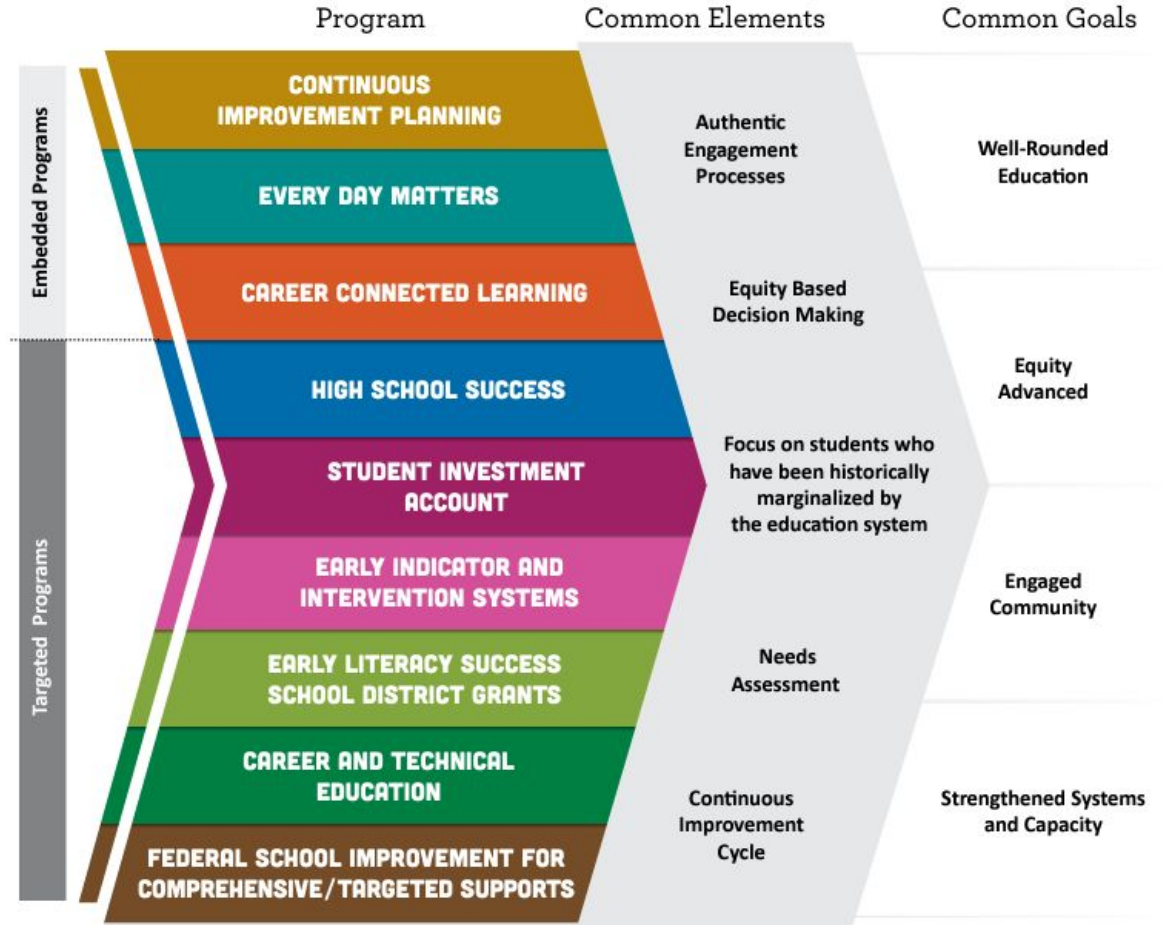 Program
Common Elements
Common Goals
Embedded Programs
Targeted Programs
CONTINUOUS
IMPROVEMENT PLANNING
EVERY DAY MATTERS
CAREER CONNECTED LEARNING
HIGH SCHOOL SUCCESS
STUDENT INVESTMENT
ACCOUNT
EARLY INDICATOR AND
INTERVENTION SYSTEMS
EARLY LITERACY SUCCESS
SCHOOL DISTRICT GRANTS
CAREER AND TECHNICAL
EDUCATION
FEDERAL SCHOOL IMPROVEMENT FOR
COMPREHENSIVE/TARGETED SUPPORTS
Authentic
Engagement
Processes
Equity Based
Decision Making
Focus on students who
have been historically
marginalized by
the education system
Needs
Assessment
Continuous
Improvement
Cycle
Well-Rounded
Education
Equity
Advanced
Engaged
Community
Strengthened Systems
and Capacity